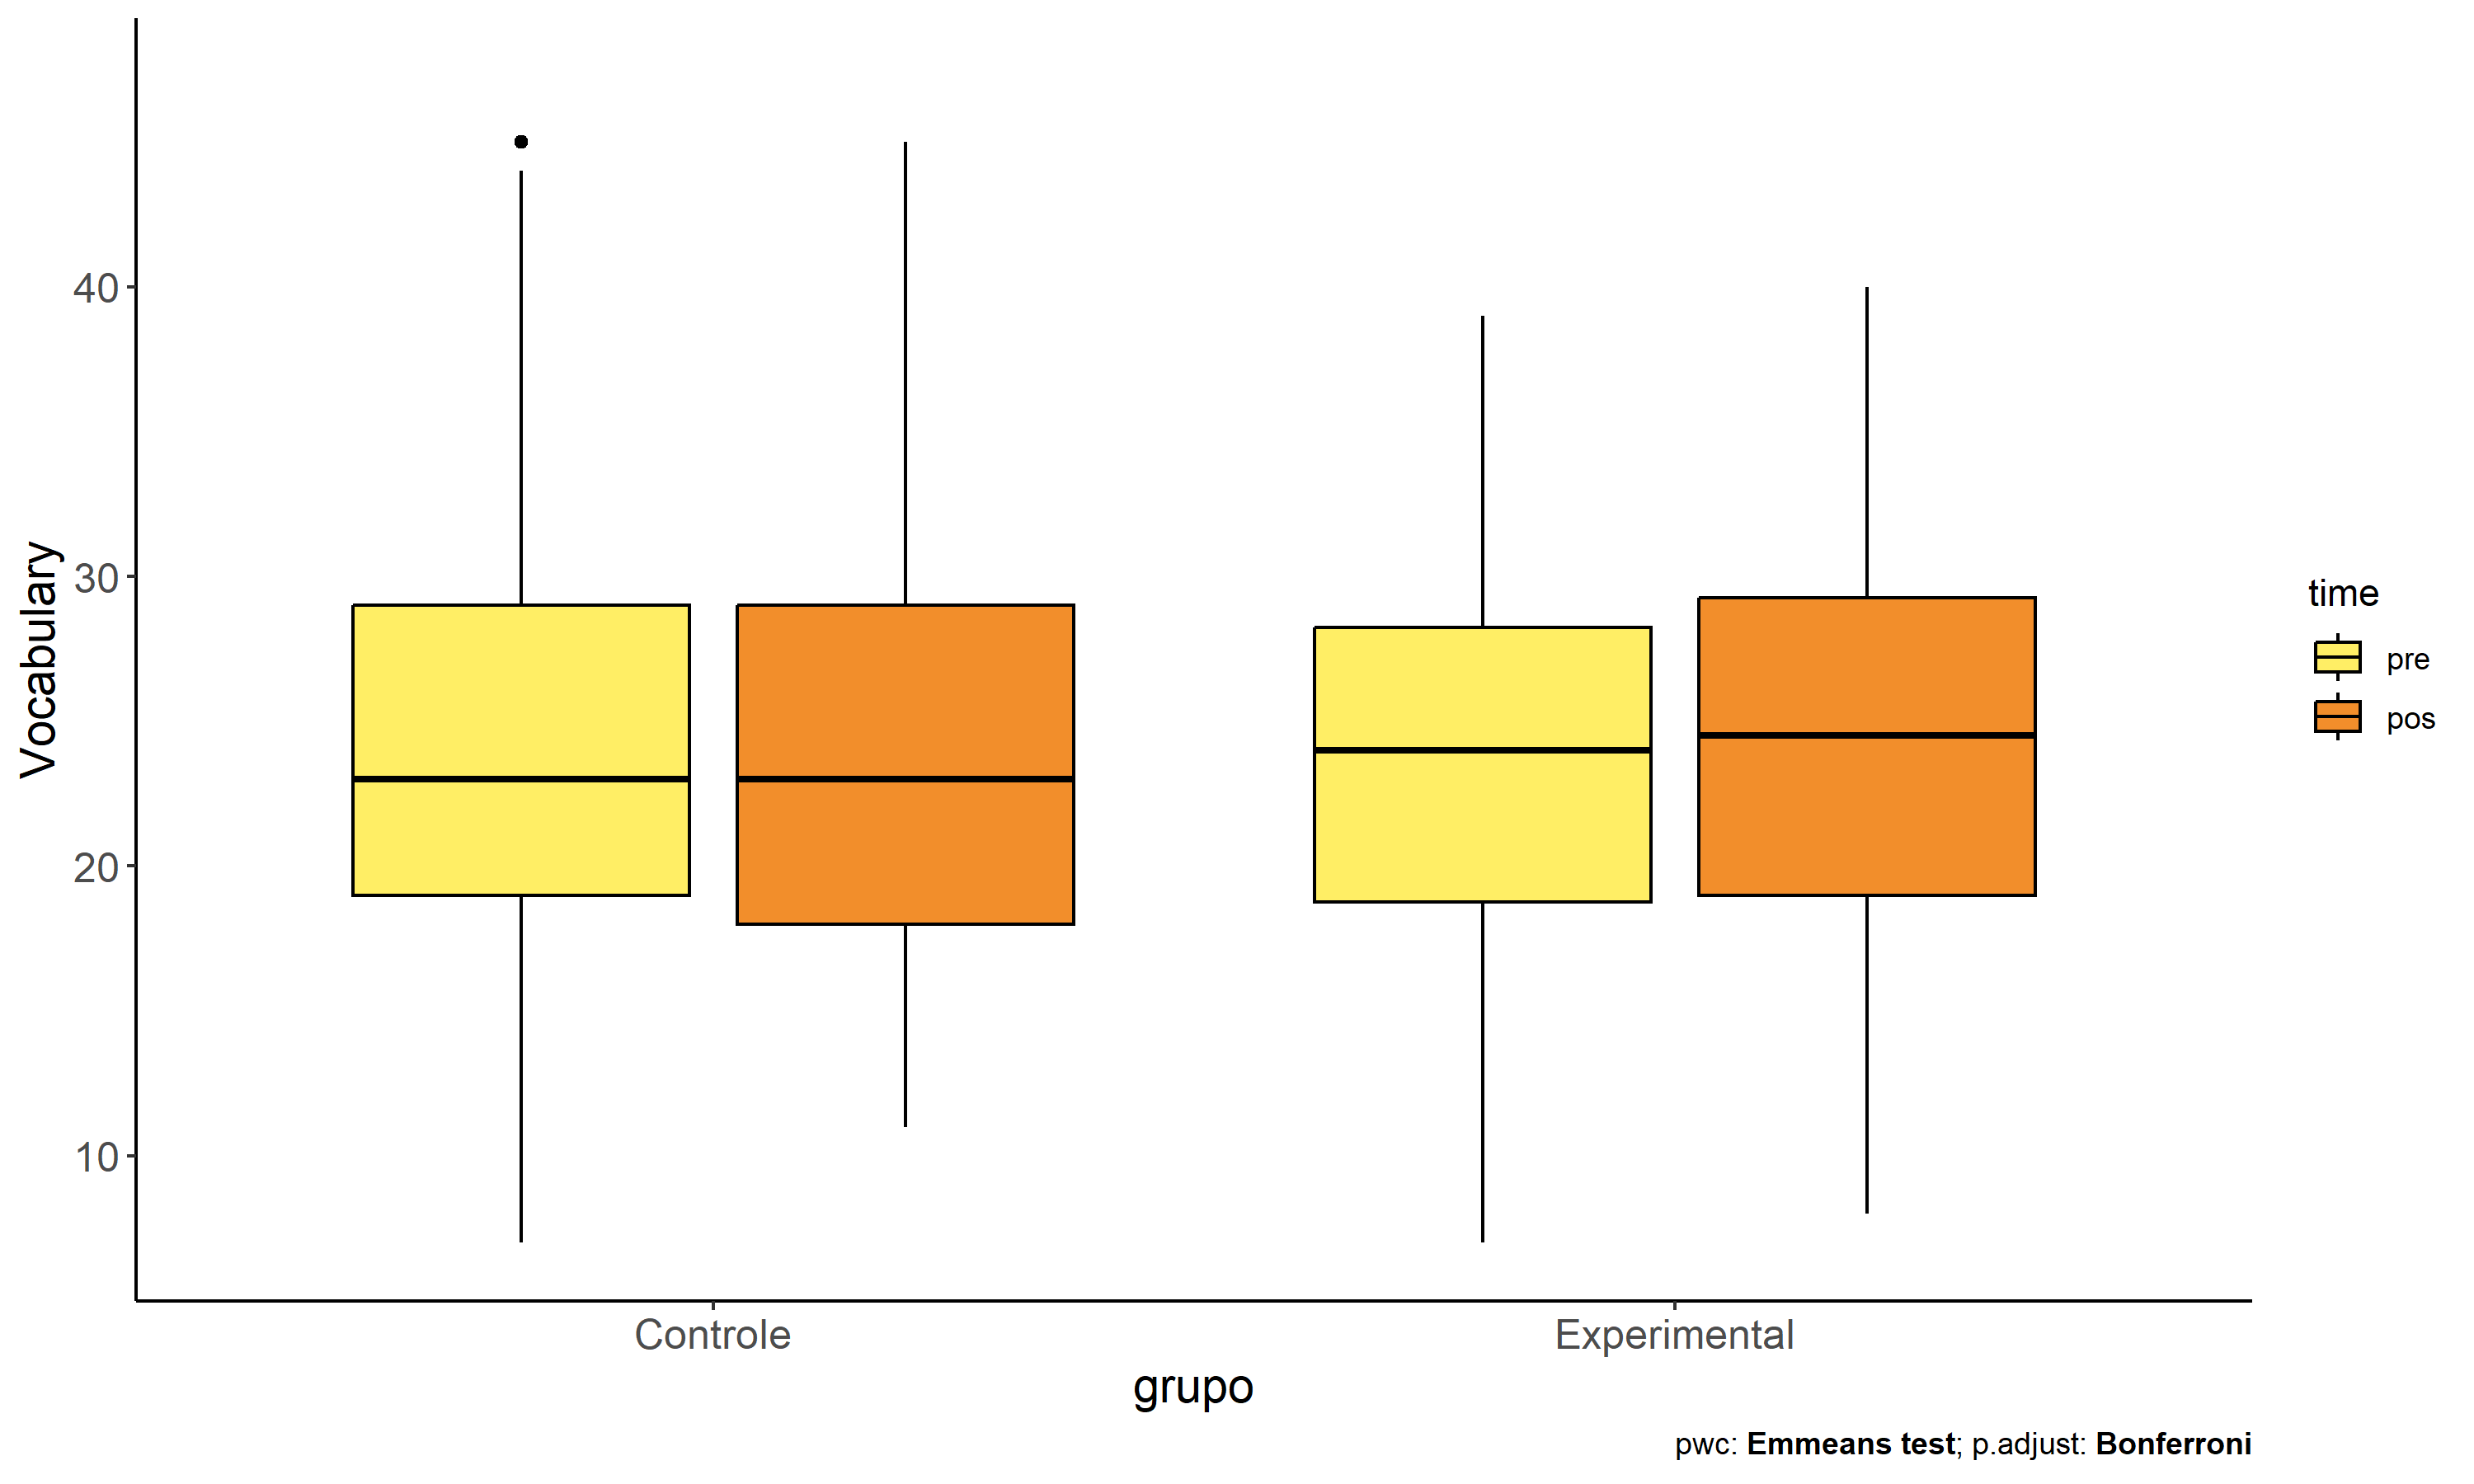 Vocabulary
40
30
20
10
Controle
Experimental
grupo
time
pre
pos
pwc: Emmeans test; p.adjust: Bonferroni